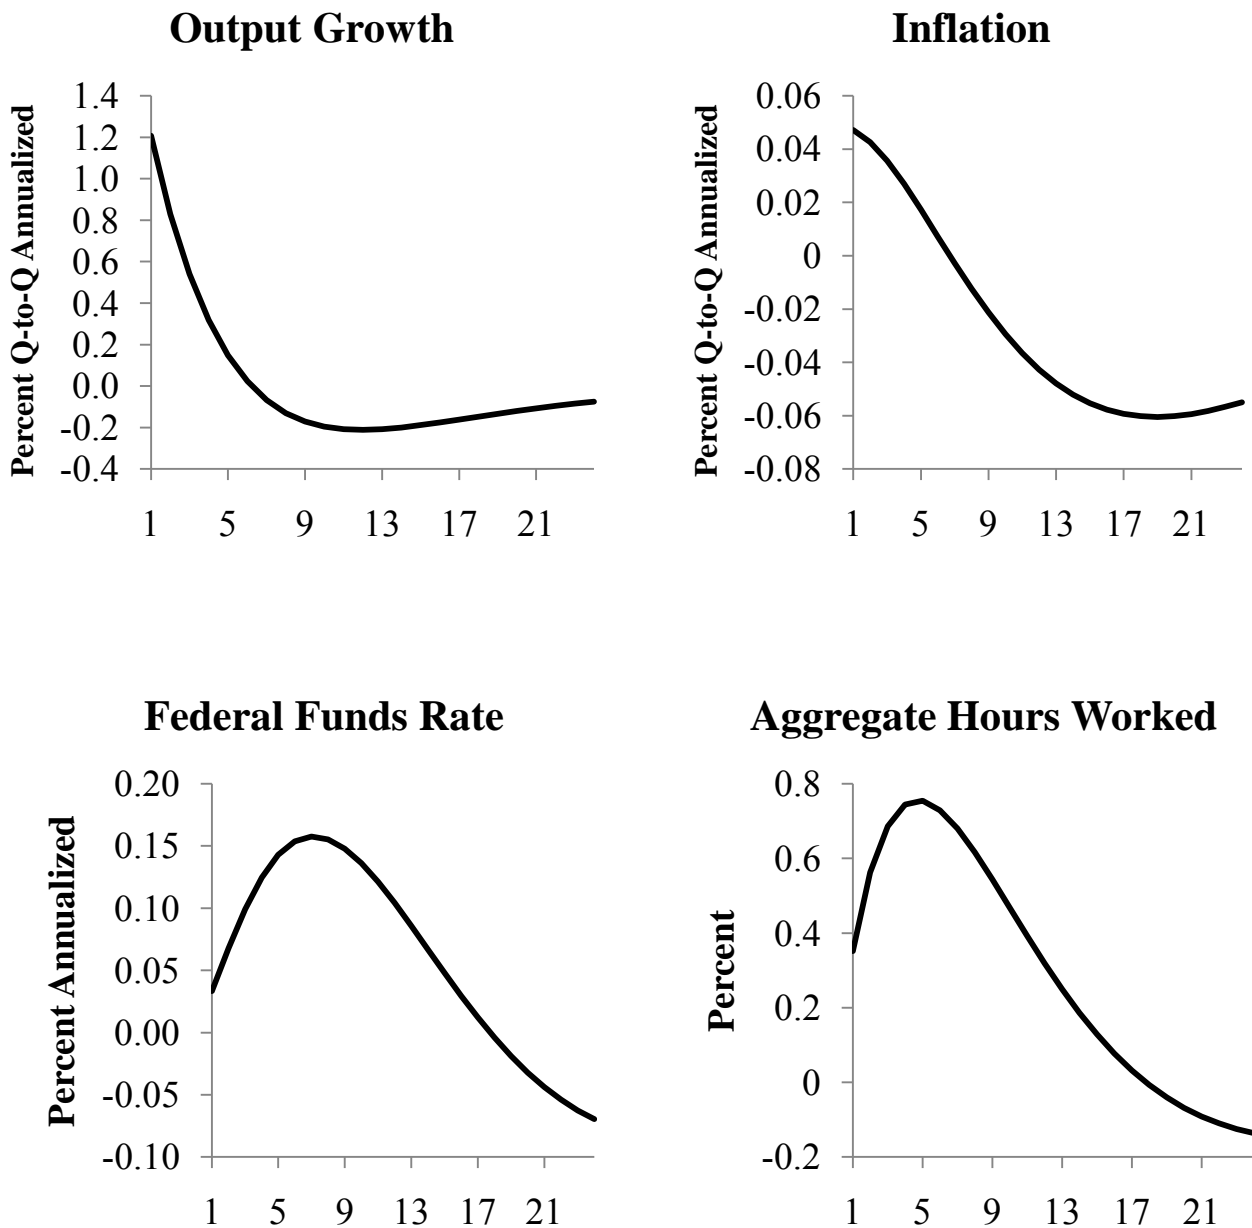 Output Growth
Percent Q-to-Q Annualized
1.4
1.2
1.0
0.8
0.6
0.4
0.2
0.0
-0.2
-0.4
1 5 9 13 17 21
Inflation
Percent Q-to-Q Annualized
0.06
0.04
0.02
0
-0.02
-0.04
-0.06
-0.08
1 5 9 13 17 21
Federal Funds Rate
Percent Annualized
0.20
0.15
0.10
0.05
0.00
-0.05
-0.10
1 5 9 13 17 21
Aggregate Hours Worked
Percent
0.8
0.6
0.4
0.2
0
-0.2
1 5 9 13 17 21